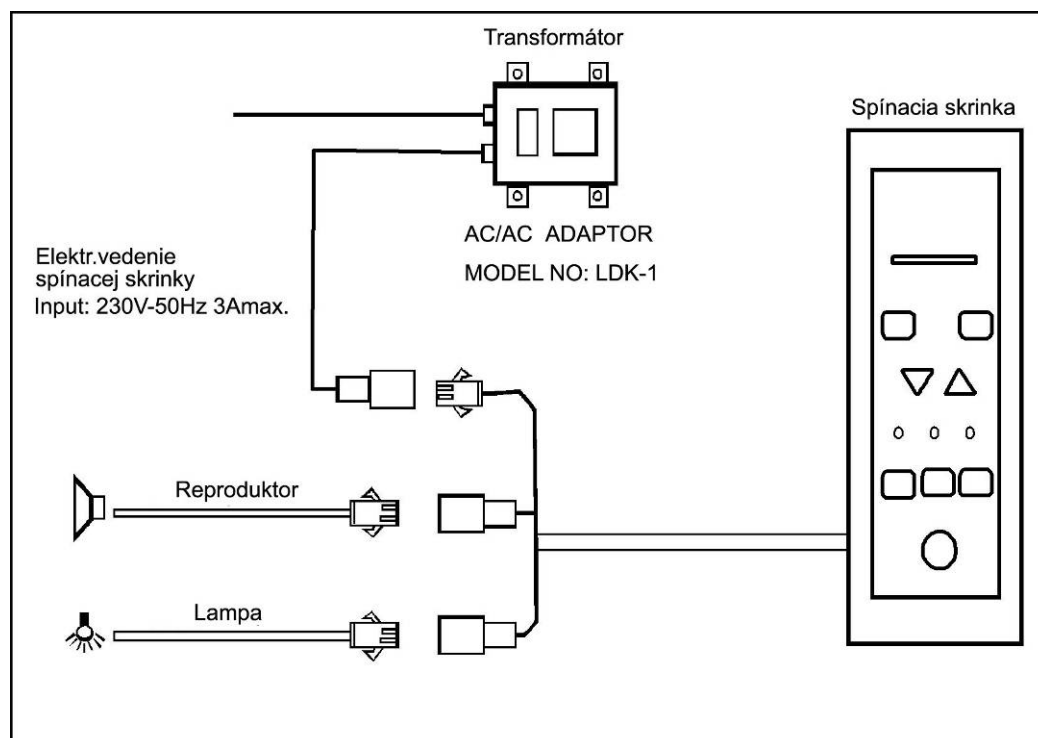 Transformátor
Spínacia skrinka
AC/AC ADAPTOR
MODEL NO: LDK-1
Elektr.vedenie
spínacej skrinky
Input: 230V-50Hz 3Amax.
Reproduktor
Lampa